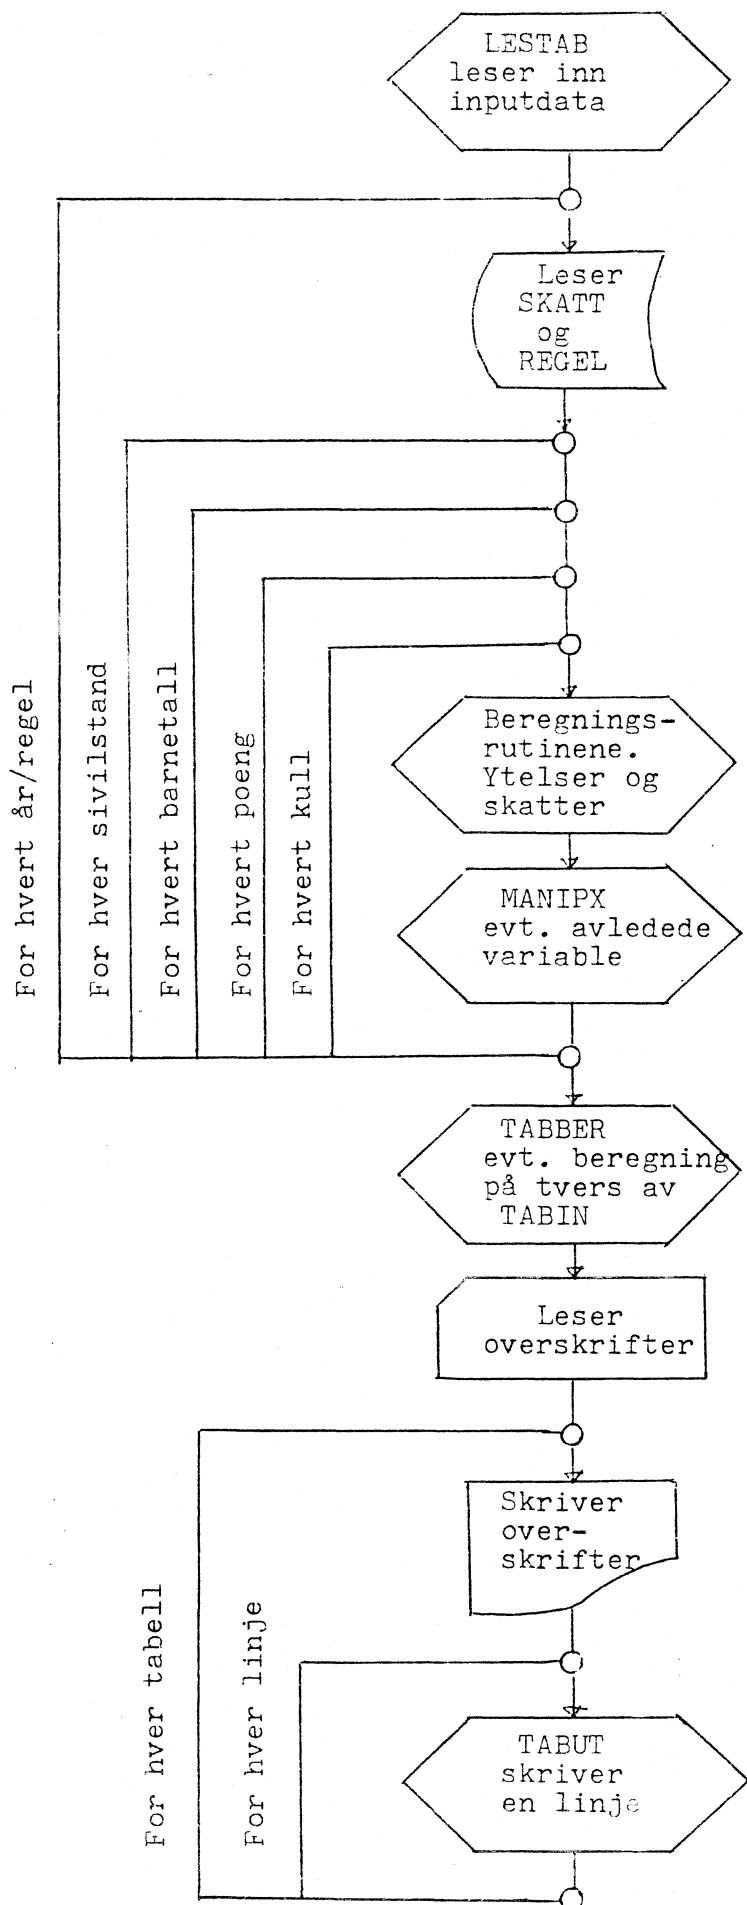 LESTAB
leser inn
inputdata
Leser
SKATT
og
REGEL
For hvert år/regel
For hver sivilstand
For hvert barnetall
For hvert poeng
For hvert kull
Beregnings-
rutinene.
Ytelser og
skatter
MANIPX
evt. avledede
variable
TABBER
evt. beregning
på tvers av
TABIN
Leser
overskrifter
Skriver
over-
skrifter
For hver tabell
For hver linje
TABUT
skriver
en linje